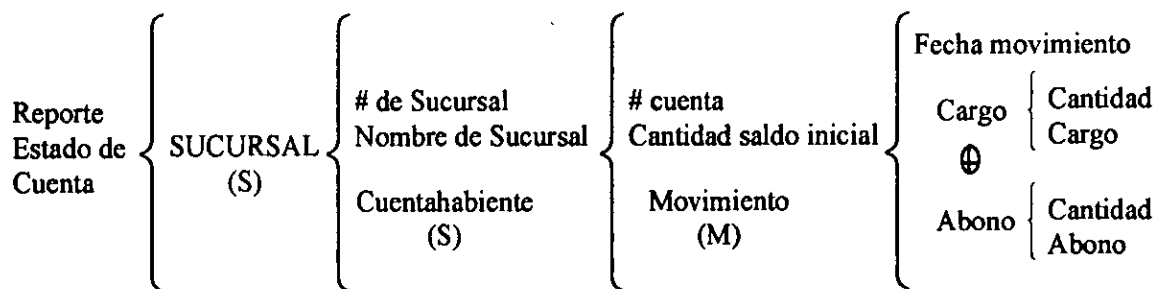 Reporte
Estado de
Cuenta
SUCURSAL
(S)
# de Sucursal
Nombre de Sucursal
Cuentahabiente
(S)
# cuenta
Cantidad saldo inicial
Movimiento
(M)
Fecha movimiento
Cargo
Cantidad
Cargo
⊕
Abono
Cantidad
Abono